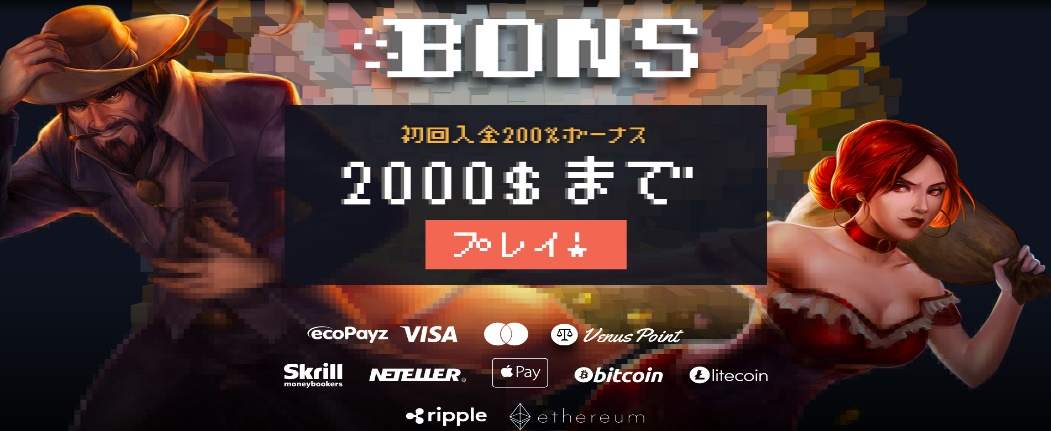 BONS
初回入金200%ボーナス
2000$ まで
プレイ！
ecoPayz VISA Venus Point
Skrill moneybookers NETELLER Apple Pay bitcoin litecoin
ripple ethereum